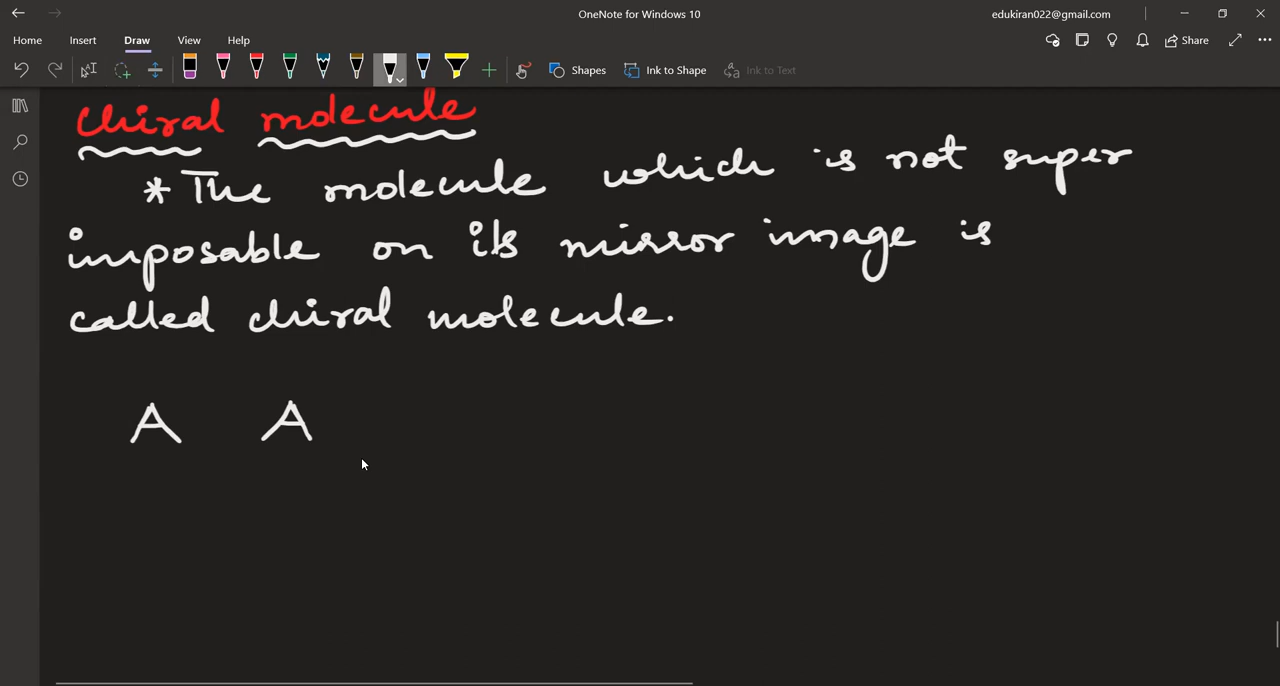 OneNote for Windows 10
edukiran022@gmail.com
Home Insert Draw View Help
Share
Shapes Ink to Shape Ink to Text
Chiral molecule
* The molecule which is not super
imposable on its mirror image is
called chiral molecule.
A A